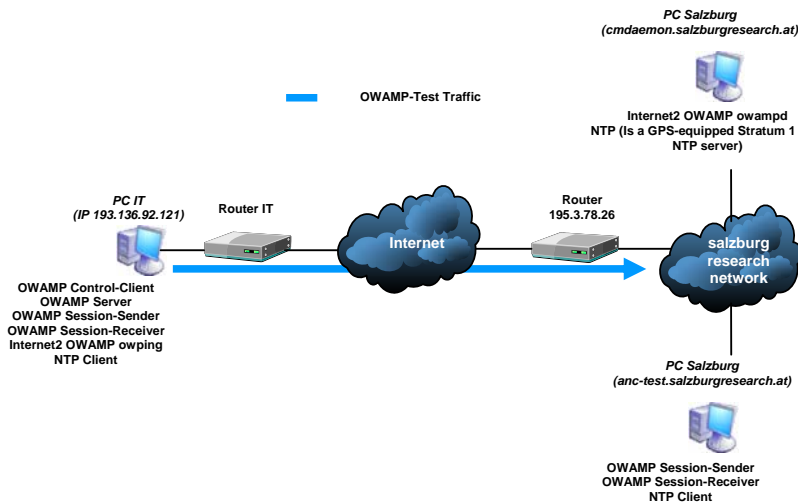 PC Salzburg
(cmdaemon.salzburgresearch.at)
OWAMP-Test Traffic
Internet2 OWAMP owampd
NTP (Is a GPS-equipped Stratum 1
NTP server)
PC IT
(IP 193.136.92.121)
Router IT
Internet
Router
195.3.78.26
salzburg
research
network
OWAMP Control-Client
OWAMP Server
OWAMP Session-Sender
OWAMP Session-Receiver
Internet2 OWAMP owping
NTP Client
PC Salzburg
(anc-test.salzburgresearch.at)
OWAMP Session-Sender
OWAMP Session-Receiver
NTP Client